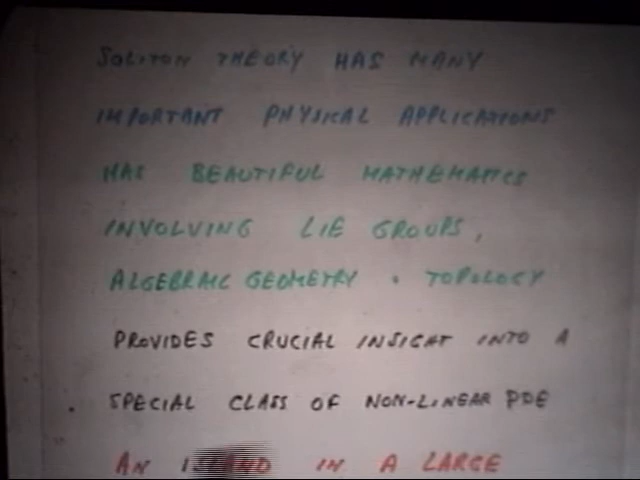 SOLITON THEORY HAS MANY
IMPORTANT PHYSICAL APPLICATIONS
HAS BEAUTIFUL MATHEMATICS
INVOLVING LIE GROUPS,
ALGEBRAIC GEOMETRY + TOPOLOGY
PROVIDES CRUCIAL INSIGHT INTO A
SPECIAL CLASS OF NON-LINEAR PDE
AN ISLAND IN A LARGE